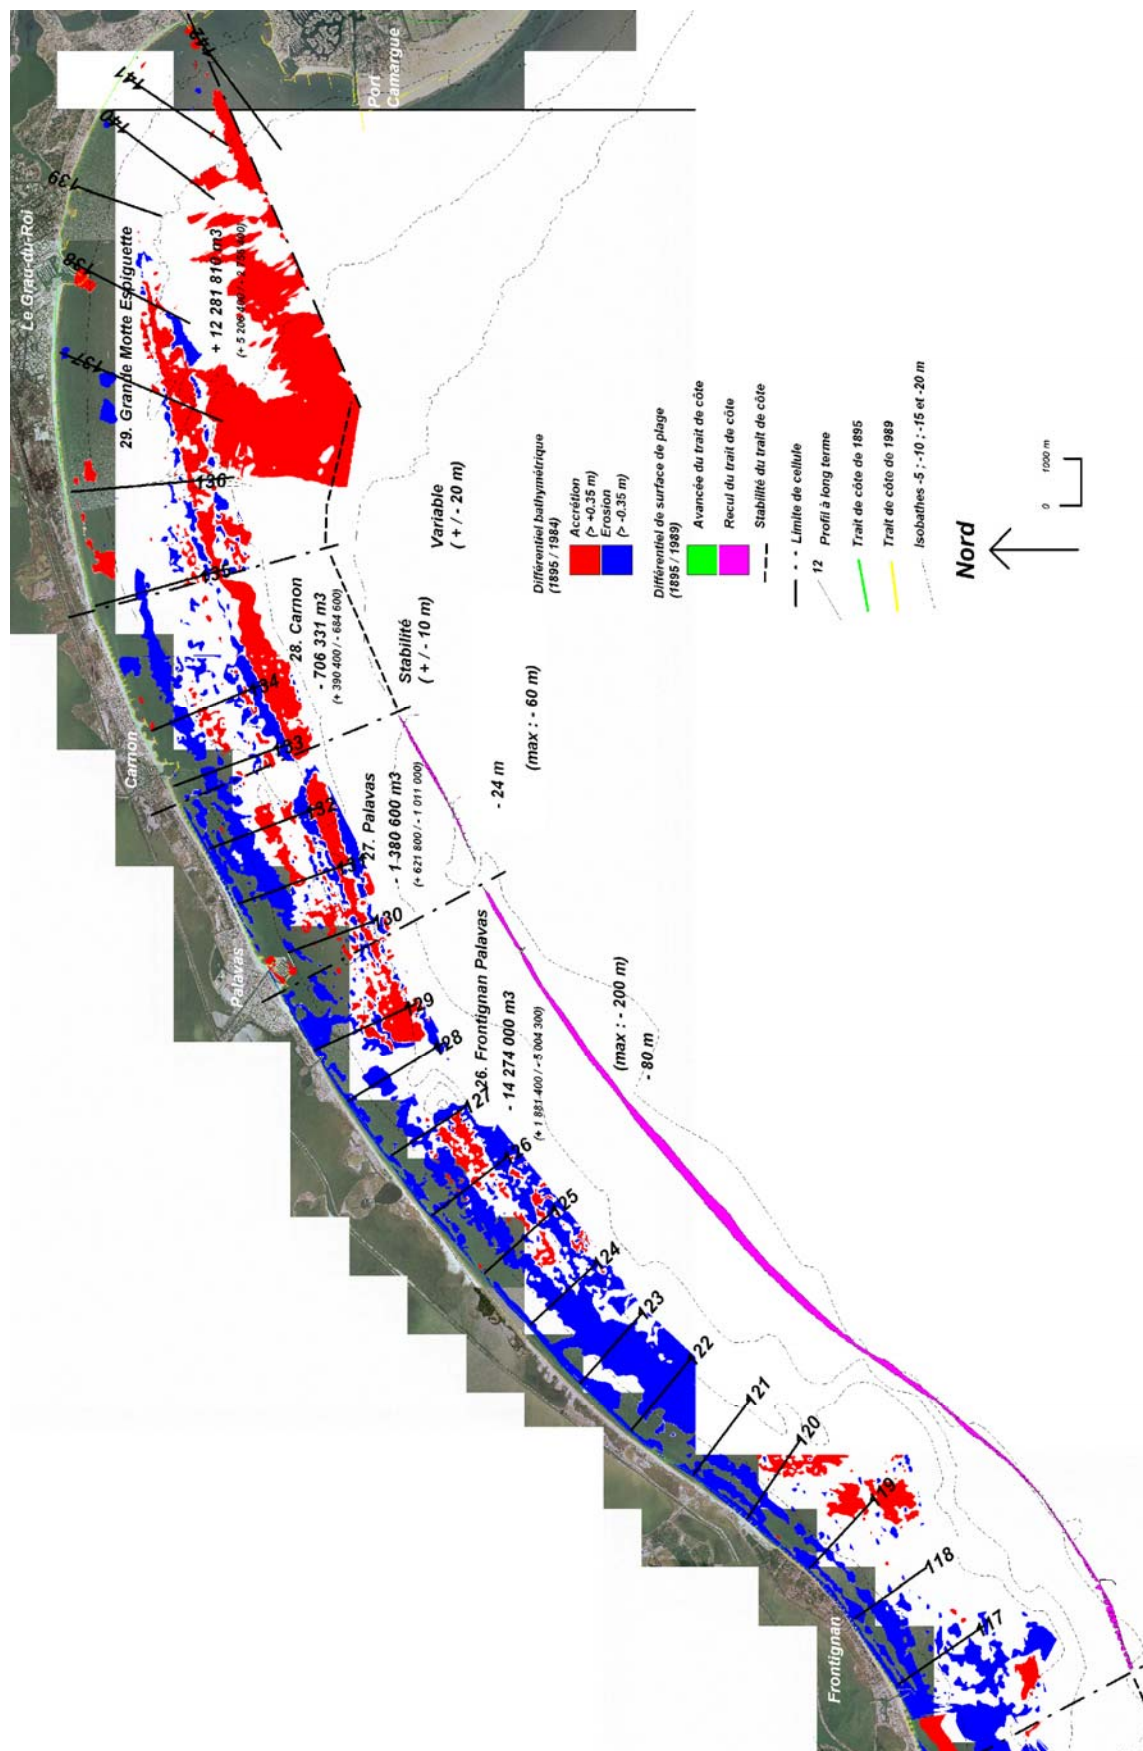 Le Grau-du-Roi
Port
Camargue
142
141
140
139
138
137
136
135
134
133
132
131
130
129
128
127
126
125
124
123
122
121
120
119
118
117
29. Grande Motte Espiguette
+ 12 281 810 m3
Variable
( + / - 20 m)
28. Carnon
- 706 331 m3
(+ 390 400 / - 684 600)
Stabilité
( + / - 10 m)
Carnon
27. Palavas
- 1 380 600 m3
(+ 621 800 / - 1 011 000)
- 24 m
(max : - 60 m)
Palavas
26. Frontignan Palavas
- 14 274 000 m3
(+ 1 881 400 / - 5 004 300)
(max : - 200 m)
- 80 m
Frontignan
Différentiel bathymétrique
(1895 / 1984)
Accrétion
(> +0.35 m)
Erosion
(> -0.35 m)
Différentiel de surface de plage
(1895 / 1989)
Avancée du trait de côte
Recul du trait de côte
Stabilité du trait de côte
Limite de cellule
12 Profil à long terme
Trait de côte de 1895
Trait de côte de 1989
Isobathes -5 ; -10 ; -15 et -20 m
Nord
0 1000 m